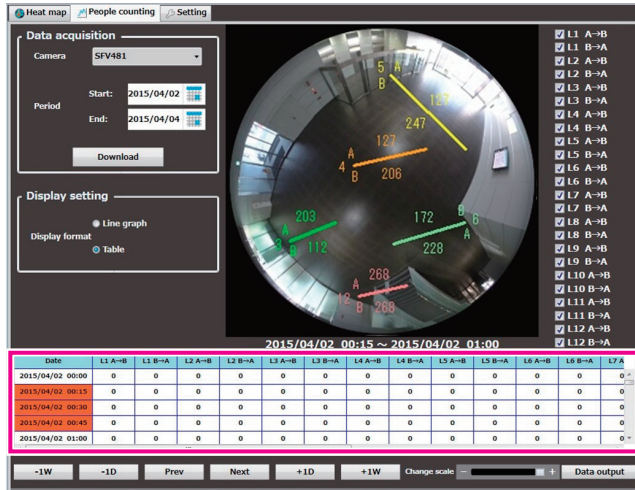 Heat map People counting Setting
Data acquisition
Camera SFV481
Period
Start: 2015/04/02
End: 2015/04/04
Download
Display setting
Display format
Line graph
Table
5 A
B
127
247
127
A
4 B 206
203
A
3 B 112
172 B 6
A
228
268
A
12 B 268
2015/04/02 00:15 ~ 2015/04/02 01:00
L1 A→B
L1 B→A
L2 A→B
L2 B→A
L3 A→B
L3 B→A
L4 A→B
L4 B→A
L5 A→B
L5 B→A
L6 A→B
L6 B→A
L7 A→B
L7 B→A
L8 A→B
L8 B→A
L9 A→B
L9 B→A
L10 A→B
L10 B→A
L11 A→B
L11 B→A
L12 A→B
L12 B→A
Date L1 A→B L1 B→A L2 A→B L2 B→A L3 A→B L3 B→A L4 A→B L4 B→A L5 A→B L5 B→A L6 A→B L6 B→A L7 A
2015/04/02 00:00 0 0 0 0 0 0 0 0 0 0 0 0 0
2015/04/02 00:15 0 0 0 0 0 0 0 0 0 0 0 0 0
2015/04/02 00:30 0 0 0 0 0 0 0 0 0 0 0 0 0
2015/04/02 00:45 0 0 0 0 0 0 0 0 0 0 0 0 0
2015/04/02 01:00 0 0 0 0 0 0 0 0 0 0 0 0 0
-1W -1D Prev Next +1D +1W Change scale − + Data output